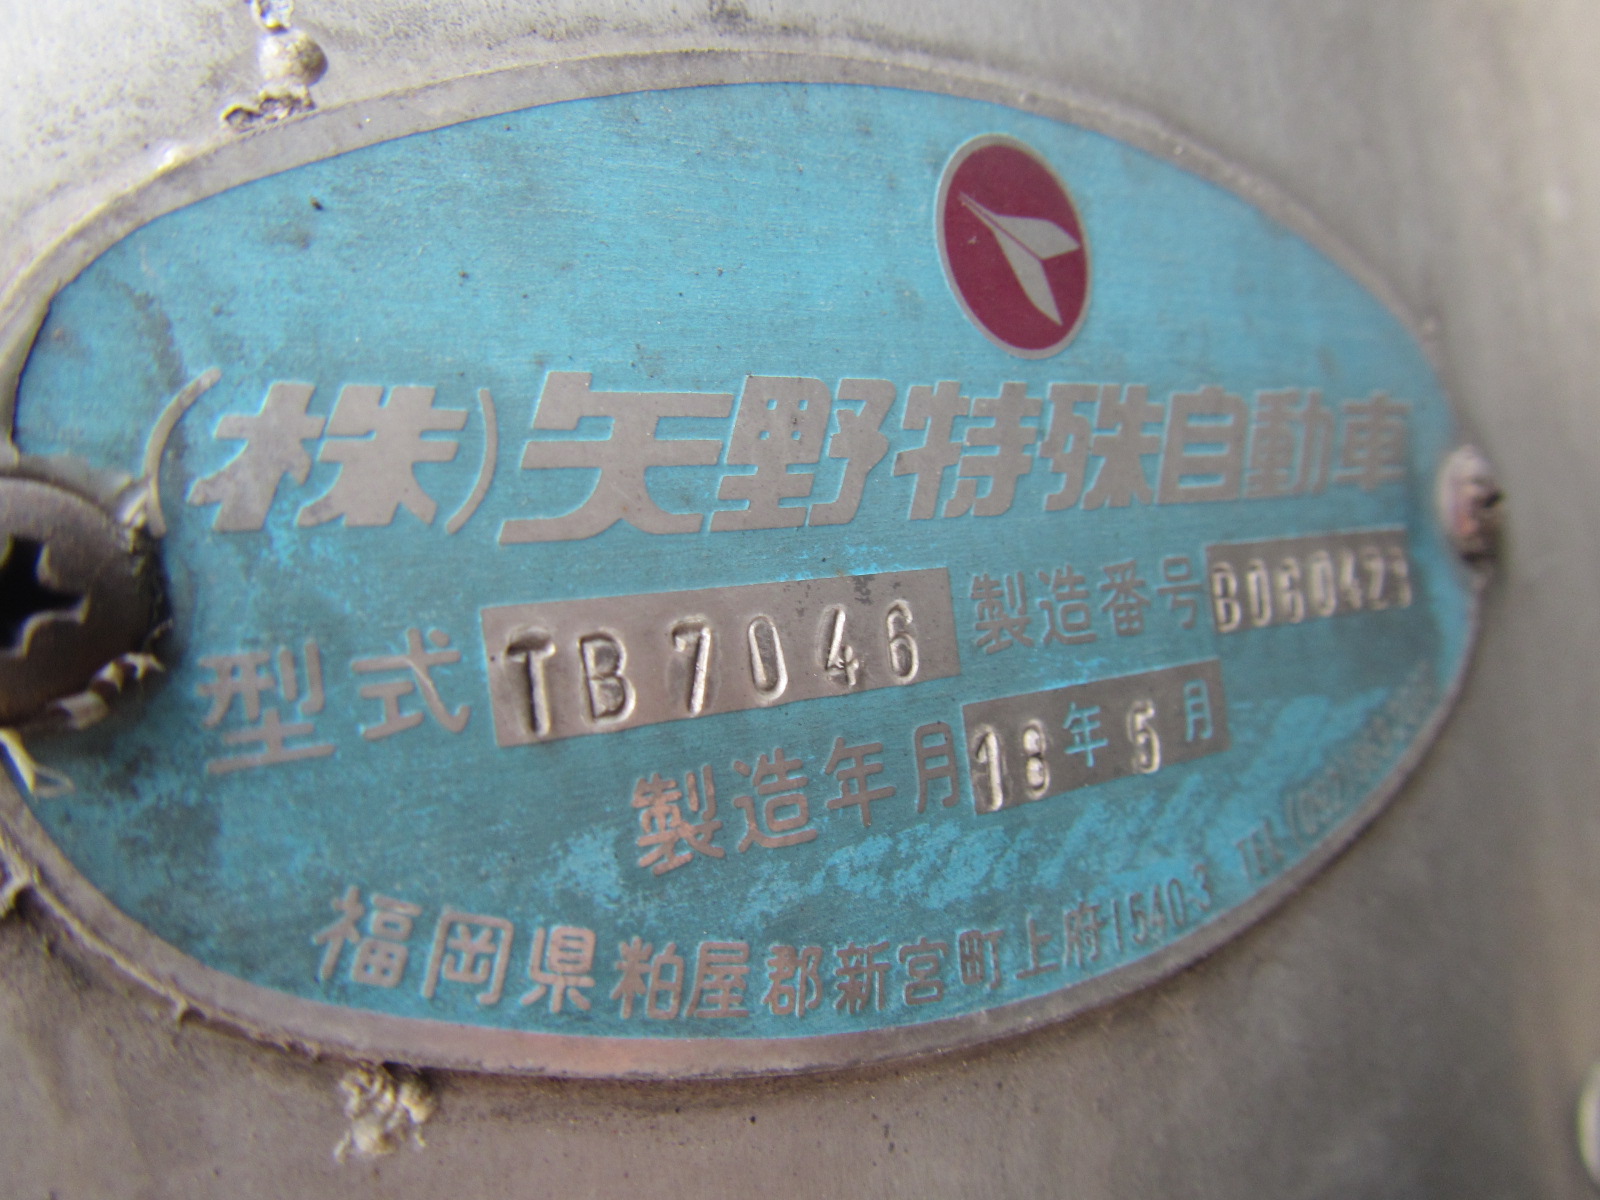 (株)矢野特殊自動車
型式 TB7046 製造番号
製造年月 18年5月
福岡県粕屋郡新宮町上府1540-3 TEL